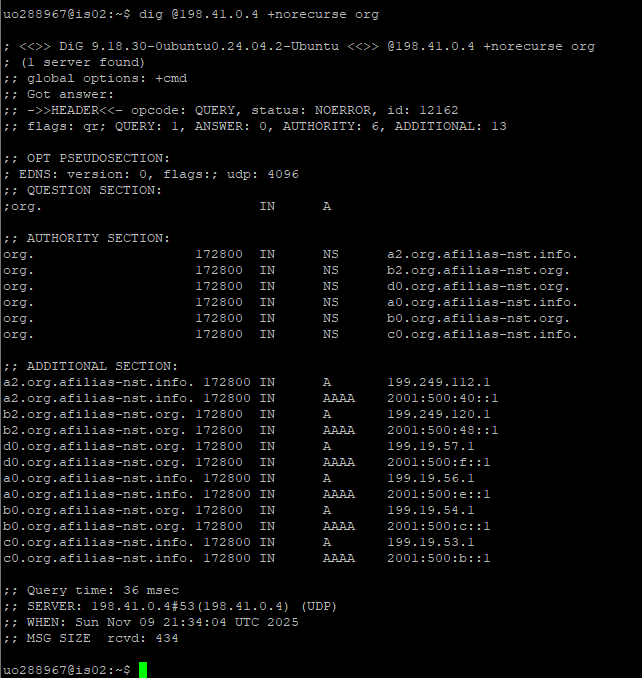 uo288967@is02:~$ dig @198.41.0.4 +norecurse org
; <<>> DiG 9.18.30-0ubuntu0.24.04.2-Ubuntu <<>> @198.41.0.4 +norecurse org
; (1 server found)
;; global options: +cmd
;; Got answer:
;; ->>HEADER<<- opcode: QUERY, status: NOERROR, id: 12162
;; flags: qr; QUERY: 1, ANSWER: 0, AUTHORITY: 6, ADDITIONAL: 13
;; OPT PSEUDOSECTION:
; EDNS: version: 0, flags:; udp: 4096
;; QUESTION SECTION:
;org. IN A
;; AUTHORITY SECTION:
org. 172800 IN NS a2.org.afilias-nst.info.
org. 172800 IN NS b2.org.afilias-nst.org.
org. 172800 IN NS d0.org.afilias-nst.org.
org. 172800 IN NS a0.org.afilias-nst.info.
org. 172800 IN NS b0.org.afilias-nst.org.
org. 172800 IN NS c0.org.afilias-nst.info.
;; ADDITIONAL SECTION:
a2.org.afilias-nst.info. 172800 IN A 199.249.112.1
a2.org.afilias-nst.info. 172800 IN AAAA 2001:500:40::1
b2.org.afilias-nst.org. 172800 IN A 199.249.120.1
b2.org.afilias-nst.org. 172800 IN AAAA 2001:500:48::1
d0.org.afilias-nst.org. 172800 IN A 199.19.57.1
d0.org.afilias-nst.org. 172800 IN AAAA 2001:500:f::1
a0.org.afilias-nst.info. 172800 IN A 199.19.56.1
a0.org.afilias-nst.info. 172800 IN AAAA 2001:500:e::1
b0.org.afilias-nst.org. 172800 IN A 199.19.54.1
b0.org.afilias-nst.org. 172800 IN AAAA 2001:500:c::1
c0.org.afilias-nst.info. 172800 IN A 199.19.53.1
c0.org.afilias-nst.info. 172800 IN AAAA 2001:500:b::1
;; Query time: 36 msec
;; SERVER: 198.41.0.4#53(198.41.0.4) (UDP)
;; WHEN: Sun Nov 09 21:34:04 UTC 2025
;; MSG SIZE rcvd: 434
uo288967@is02:~$